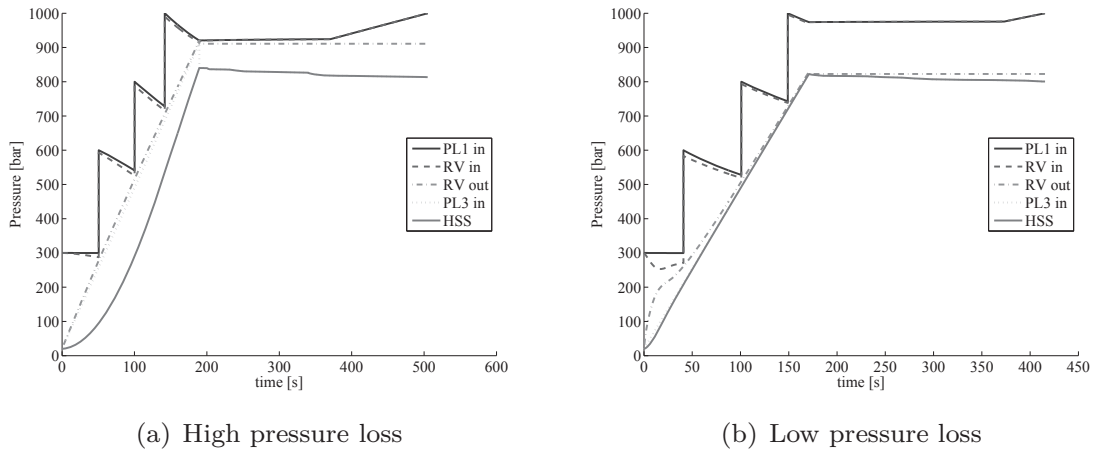 1000
900
800
700
600
500
400
300
200
100
0
Pressure [bar]
0 100 200 300 400 500 600
time [s]
PL1 in
RV in
RV out
PL3 in
HSS
(a) High pressure loss
1000
900
800
700
600
500
400
300
200
100
0
Pressure [bar]
0 50 100 150 200 250 300 350 400 450
time [s]
PL1 in
RV in
RV out
PL3 in
HSS
(b) Low pressure loss